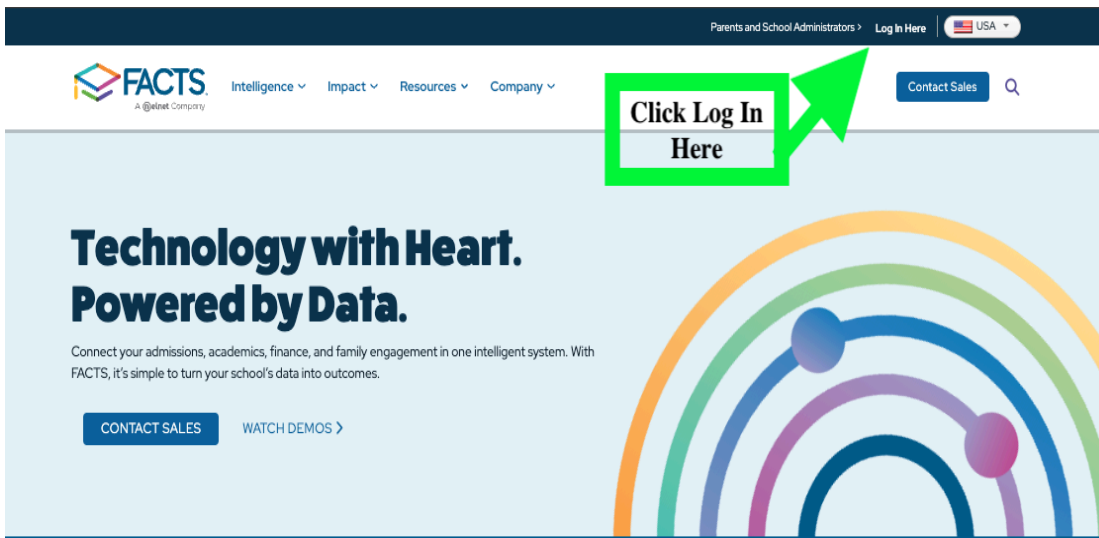 Parents and School Administrators > Log In Here USA
FACTS
A @elnet Company
Intelligence Impact Resources Company
Contact Sales
Click Log In
Here
Technology with Heart.
Powered by Data.
Connect your admissions, academics, finance, and family engagement in one intelligent system. With
FACTS, it's simple to turn your school's data into outcomes.
CONTACT SALES WATCH DEMOS >